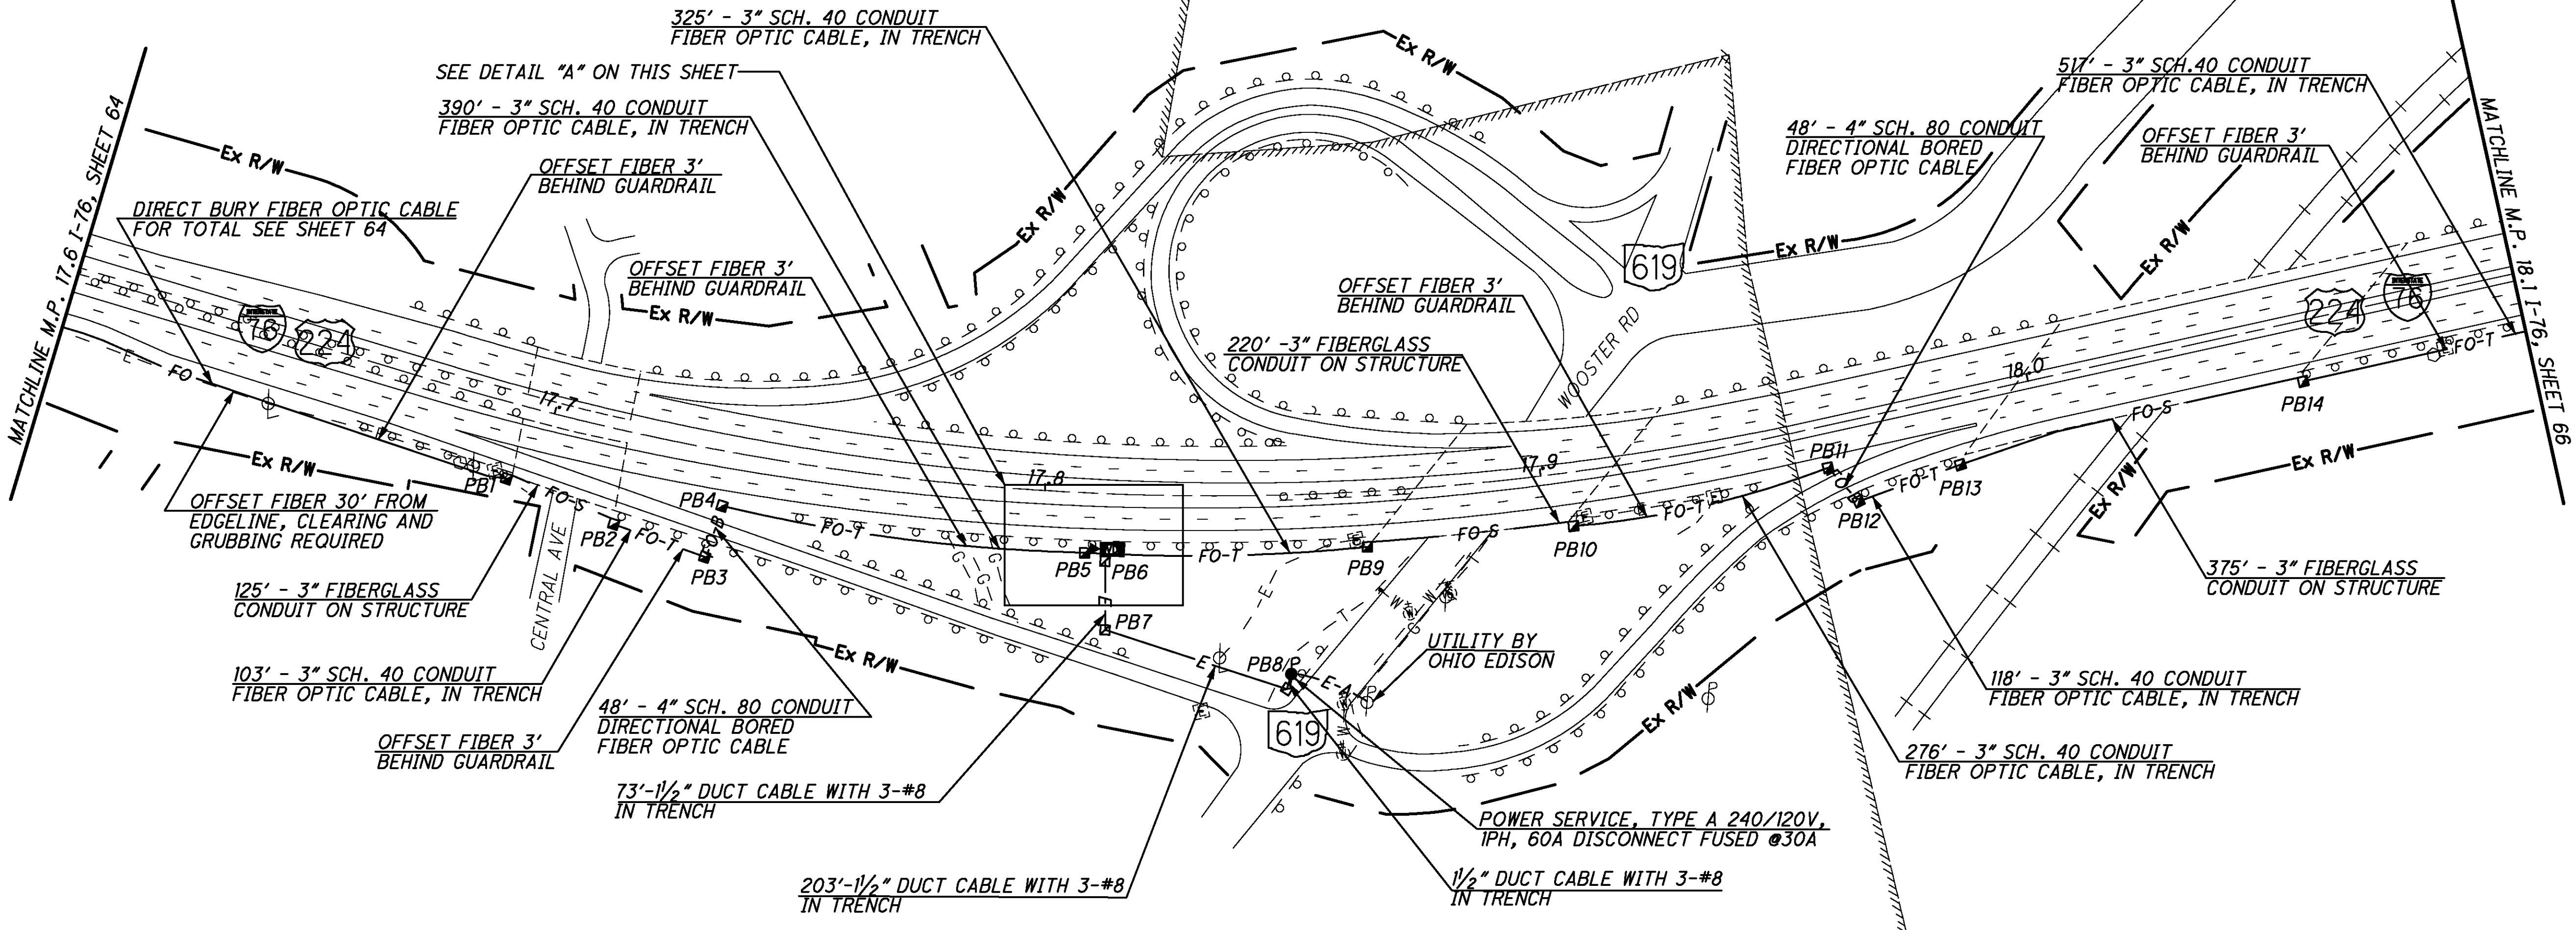 325' - 3" SCH. 40 CONDUIT
FIBER OPTIC CABLE, IN TRENCH
SEE DETAIL "A" ON THIS SHEET
390' - 3" SCH. 40 CONDUIT
FIBER OPTIC CABLE, IN TRENCH
OFFSET FIBER 3'
BEHIND GUARDRAIL
DIRECT BURY FIBER OPTIC CABLE
FOR TOTAL SEE SHEET 64
OFFSET FIBER 3'
BEHIND GUARDRAIL
MATCHLINE M.P. 17.6 I-76, SHEET 64
Ex R/W
Ex R/W
Ex R/W
Ex R/W
517' - 3" SCH.40 CONDUIT
FIBER OPTIC CABLE, IN TRENCH
48' - 4" SCH. 80 CONDUIT
DIRECTIONAL BORED
FIBER OPTIC CABLE
OFFSET FIBER 3'
BEHIND GUARDRAIL
MATCHLINE M.P. 18.1 I-76, SHEET 66
619
Ex R/W
Ex R/W
OFFSET FIBER 3'
BEHIND GUARDRAIL
220' -3" FIBERGLASS
CONDUIT ON STRUCTURE
WOOSTER RD
76
224
224
76
17.7
17.8
17.9
18.0
E
FO
FO-S
FO-T
FO-B
FO-T
FO-T
FO-S
FO-T
FO-T
FO-S
FO-T
PB1
PB2
PB3
PB4
PB5
PB6
PB7
PB8/P
PB9
PB10
PB11
PB12
PB13
PB14
G
G
G
G
E
E
E
E-A
T
W
W
W
Ex R/W
OFFSET FIBER 30' FROM
EDGELINE, CLEARING AND
GRUBBING REQUIRED
125' - 3" FIBERGLASS
CONDUIT ON STRUCTURE
CENTRAL AVE
103' - 3" SCH. 40 CONDUIT
FIBER OPTIC CABLE, IN TRENCH
OFFSET FIBER 3'
BEHIND GUARDRAIL
48' - 4" SCH. 80 CONDUIT
DIRECTIONAL BORED
FIBER OPTIC CABLE
73'-1½" DUCT CABLE WITH 3-#8
IN TRENCH
203'-1½" DUCT CABLE WITH 3-#8
IN TRENCH
Ex R/W
619
UTILITY BY
OHIO EDISON
Ex R/W
POWER SERVICE, TYPE A 240/120V,
1PH, 60A DISCONNECT FUSED @30A
1½" DUCT CABLE WITH 3-#8
IN TRENCH
Ex R/W
Ex R/W
375' - 3" FIBERGLASS
CONDUIT ON STRUCTURE
118' - 3" SCH. 40 CONDUIT
FIBER OPTIC CABLE, IN TRENCH
276' - 3" SCH. 40 CONDUIT
FIBER OPTIC CABLE, IN TRENCH